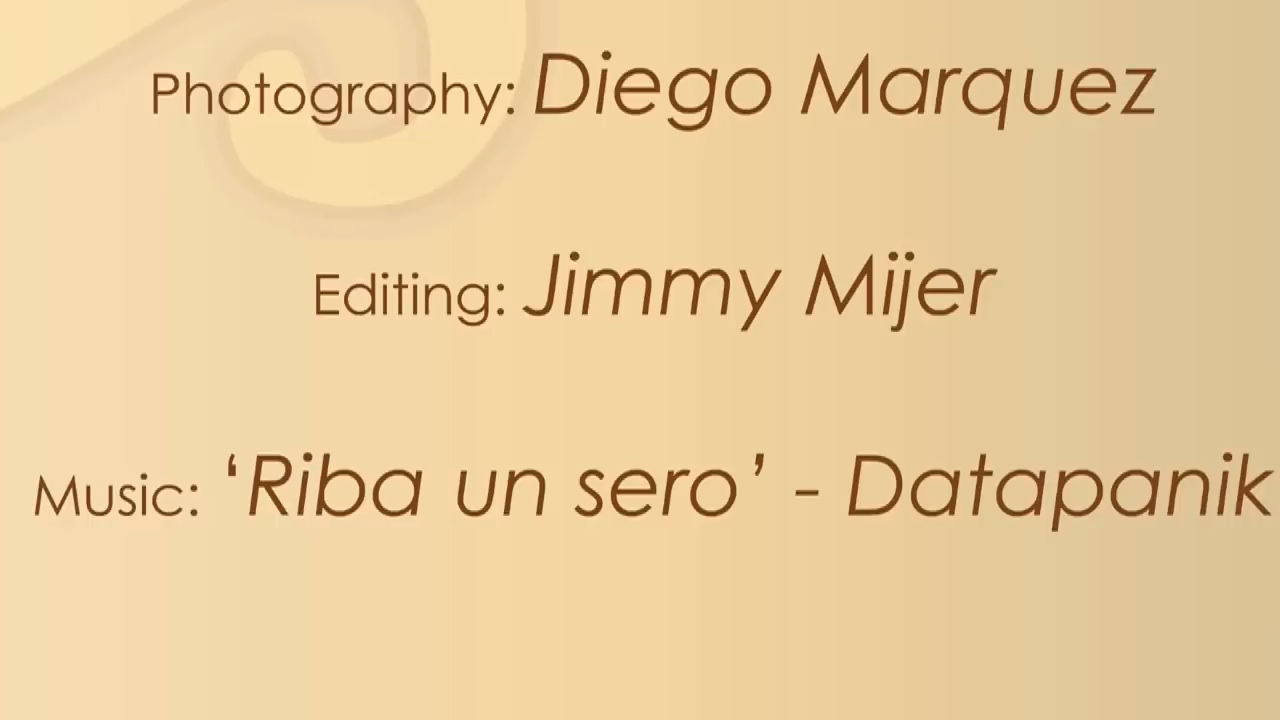 Photography: Diego Marquez
Editing: Jimmy Mijer
Music: ‘Riba un sero’ - Datapanik